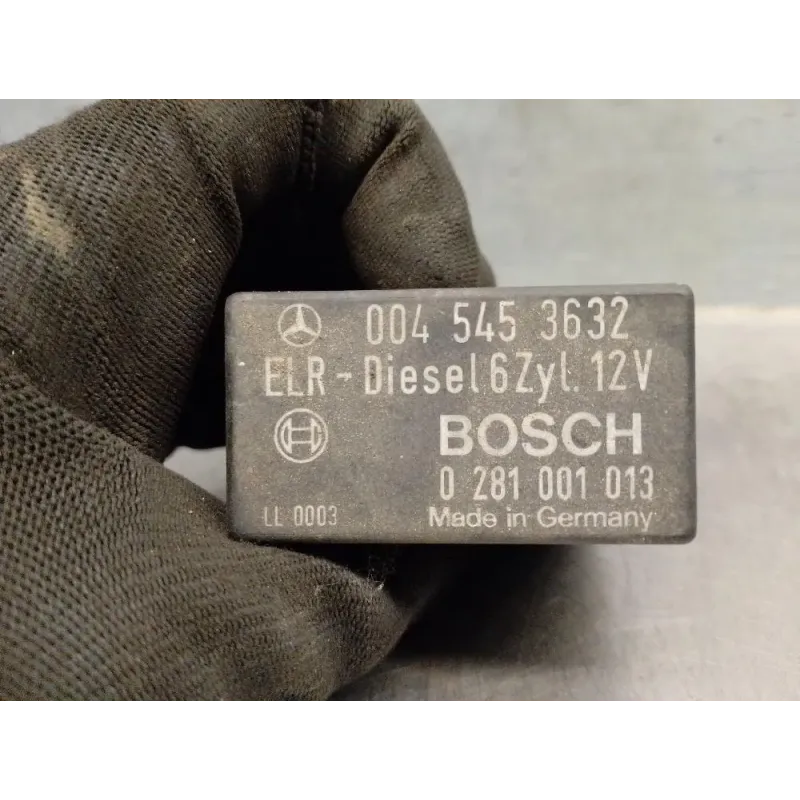 004 545 3632
ELR - Diesel 6Zyl. 12V
BOSCH
0 281 001 013
LL 0003 Made in Germany